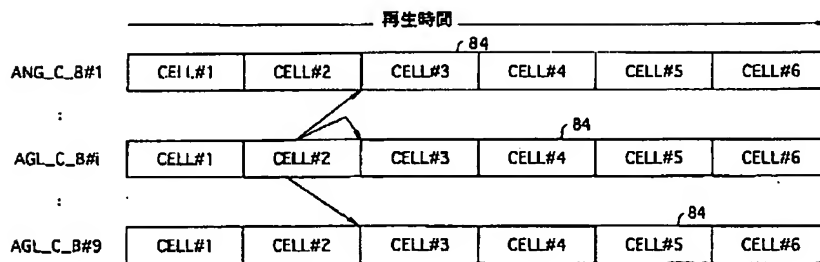 再生時間
84
ANG_C_B#1 CELL#1 CELL#2 CELL#3 CELL#4 CELL#5 CELL#6
:
84
AGL_C_B#i CELL#1 CELL#2 CELL#3 CELL#4 CELL#5 CELL#6
:
84
AGL_C_B#9 CELL#1 CELL#2 CELL#3 CELL#4 CELL#5 CELL#6